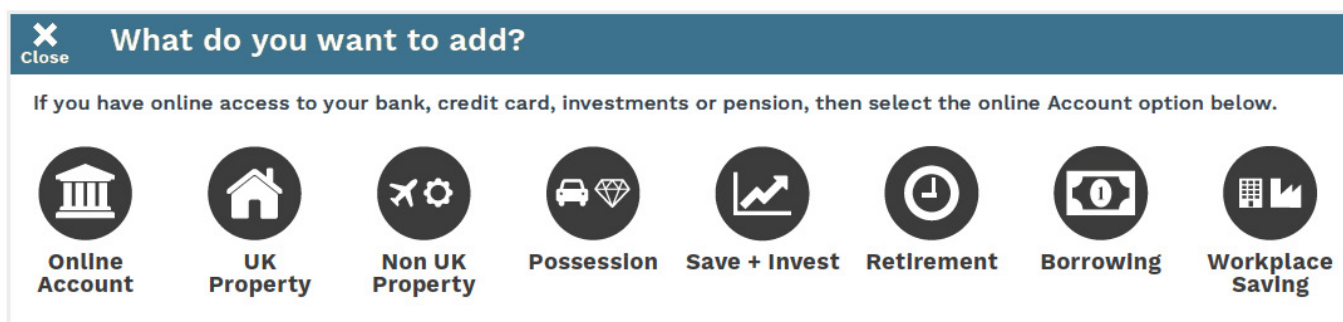 What do you want to add?
Close
If you have online access to your bank, credit card, investments or pension, then select the online Account option below.
1
Online
Account
UK
Property
Non UK
Property
Possession
Save + Invest
Retirement
Borrowing
Workplace
Saving